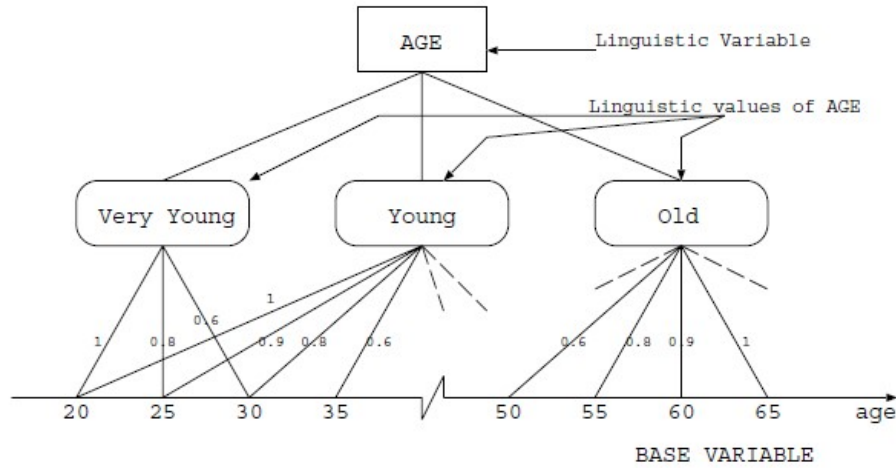 AGE
Linguistic Variable
Linguistic values of AGE
Very Young
Young
Old
1
0.6
1
0.8
0.9
0.8
0.6
0.6
0.8
0.9
1
20
25
30
35
50
55
60
65
age
BASE VARIABLE